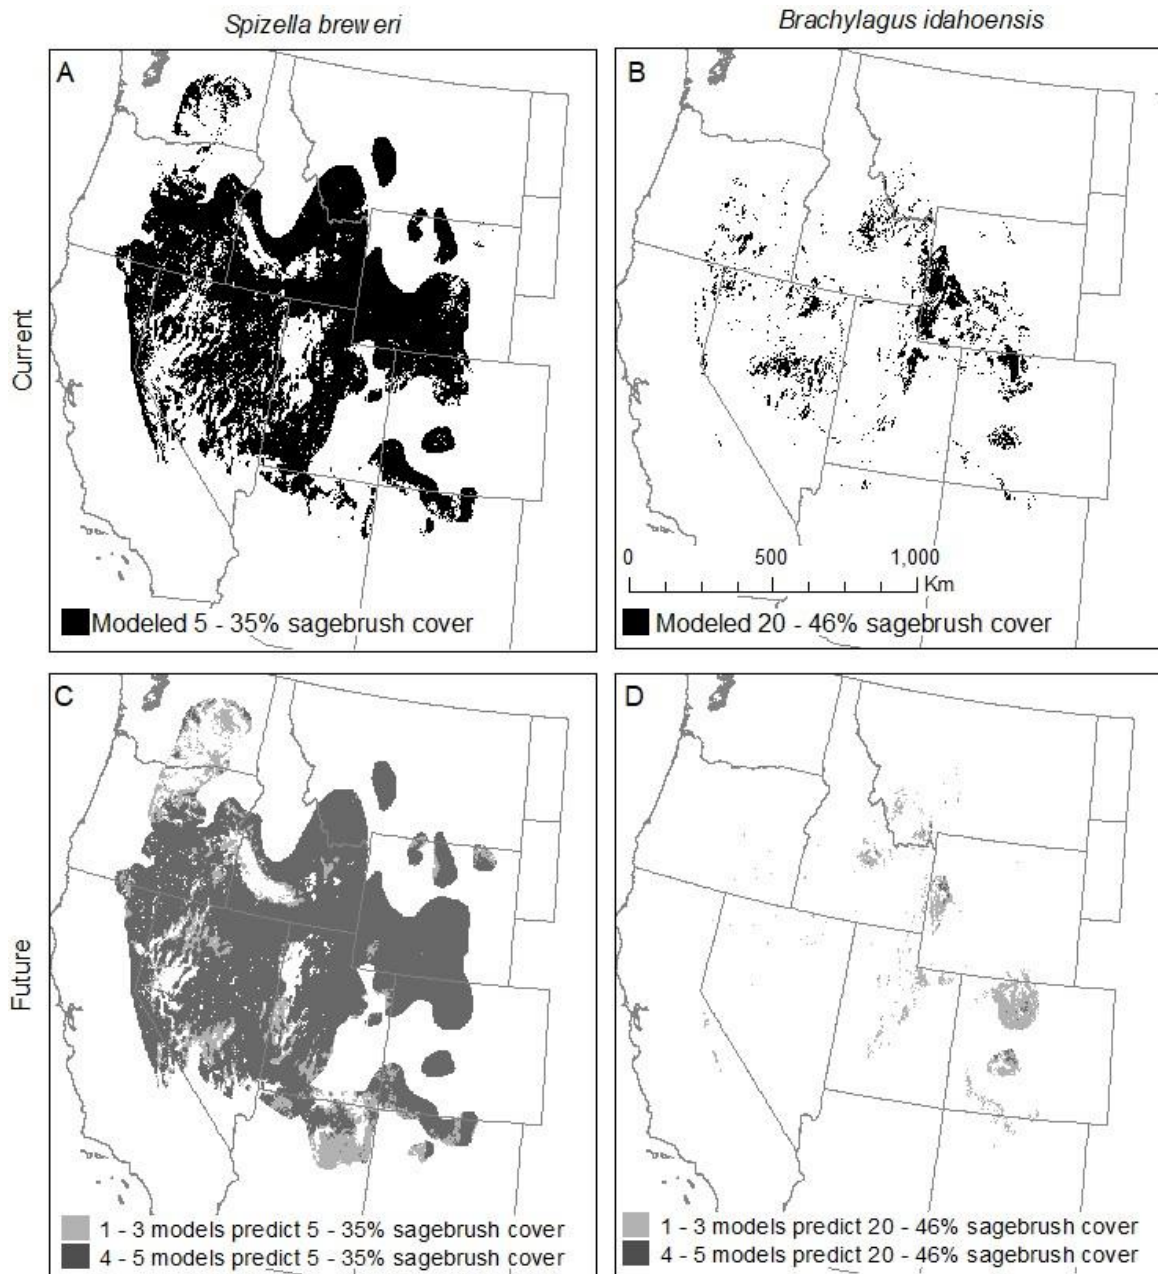 Spizella breweri
Brachylagus idahoensis
A
B
Current
0 500 1,000
Km
Modeled 5 - 35% sagebrush cover
Modeled 20 - 46% sagebrush cover
C
D
Future
1 - 3 models predict 5 - 35% sagebrush cover
4 - 5 models predict 5 - 35% sagebrush cover
1 - 3 models predict 20 - 46% sagebrush cover
4 - 5 models predict 20 - 46% sagebrush cover